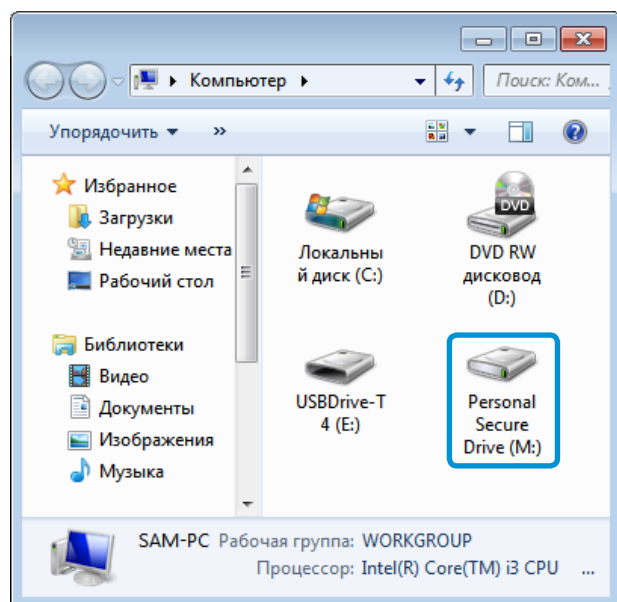 Компьютер
Поиск: Ком...
Упорядочить
»
Избранное
Загрузки
Недавние места
Рабочий стол
Библиотеки
Видео
Документы
Изображения
Музыка
Локальны
й диск (C:)
DVD
DVD RW
дисковод
(D:)
USBDrive-T
4 (E:)
Personal
Secure
Drive (M:)
SAM-PC Рабочая группа: WORKGROUP
Процессор: Intel(R) Core(TM) i3 CPU ...